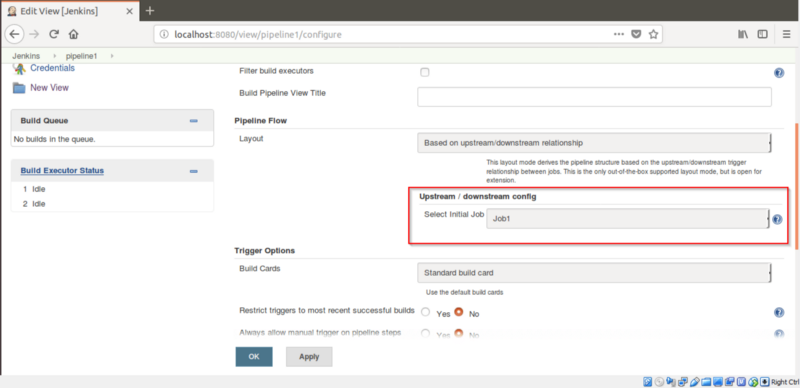 Edit View [Jenkins]
localhost:8080/view/pipeline1/configure
Jenkins
pipeline1
Credentials
New View
Build Queue
No builds in the queue.
Build Executor Status
1 Idle
2 Idle
Filter build executors
Build Pipeline View Title
Pipeline Flow
Layout
Based on upstream/downstream relationship
This layout mode derives the pipeline structure based on the upstream/downstream trigger
relationship between jobs. This is the only out-of-the-box supported layout mode, but is open for
extension.
Upstream / downstream config
Select Initial Job
Job1
Trigger Options
Build Cards
Standard build card
Use the default build cards
Restrict triggers to most recent successful builds
Yes No
Always allow manual trigger on pipeline steps
Yes No
OK
Apply
Right Ctrl